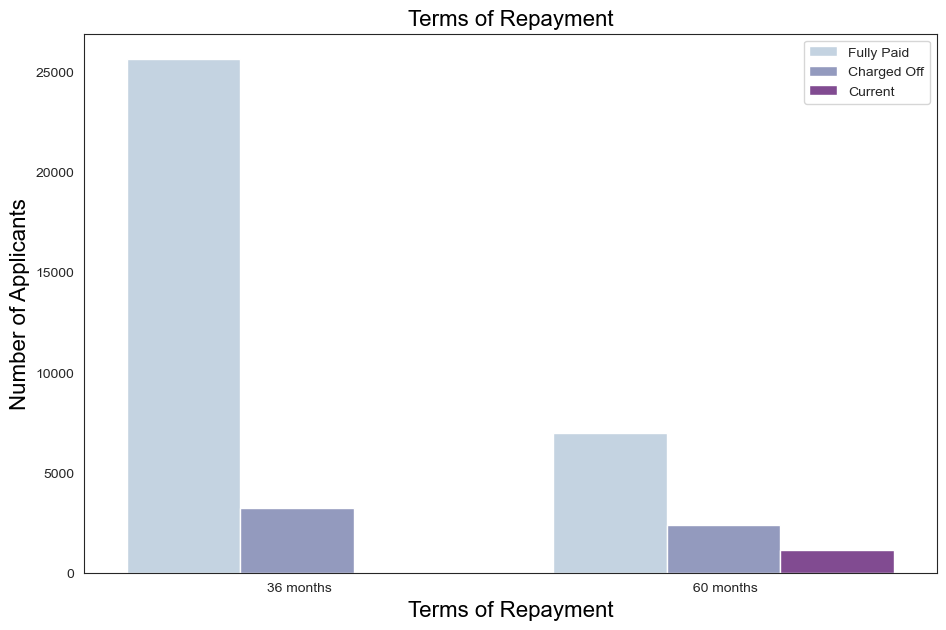 Terms of Repayment
Fully Paid
Charged Off
Current
Number of Applicants
25000
20000
15000
10000
5000
0
36 months
60 months
Terms of Repayment